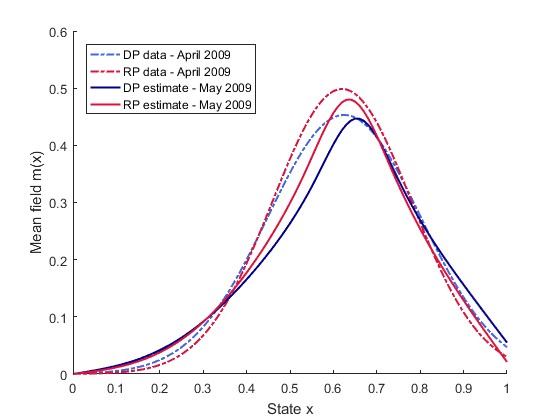 0.6
DP data - April 2009
RP data - April 2009
DP estimate - May 2009
RP estimate - May 2009
0.5
0.4
Mean field m(x)
0.3
0.2
0.1
0
0 0.1 0.2 0.3 0.4 0.5 0.6 0.7 0.8 0.9 1
State x